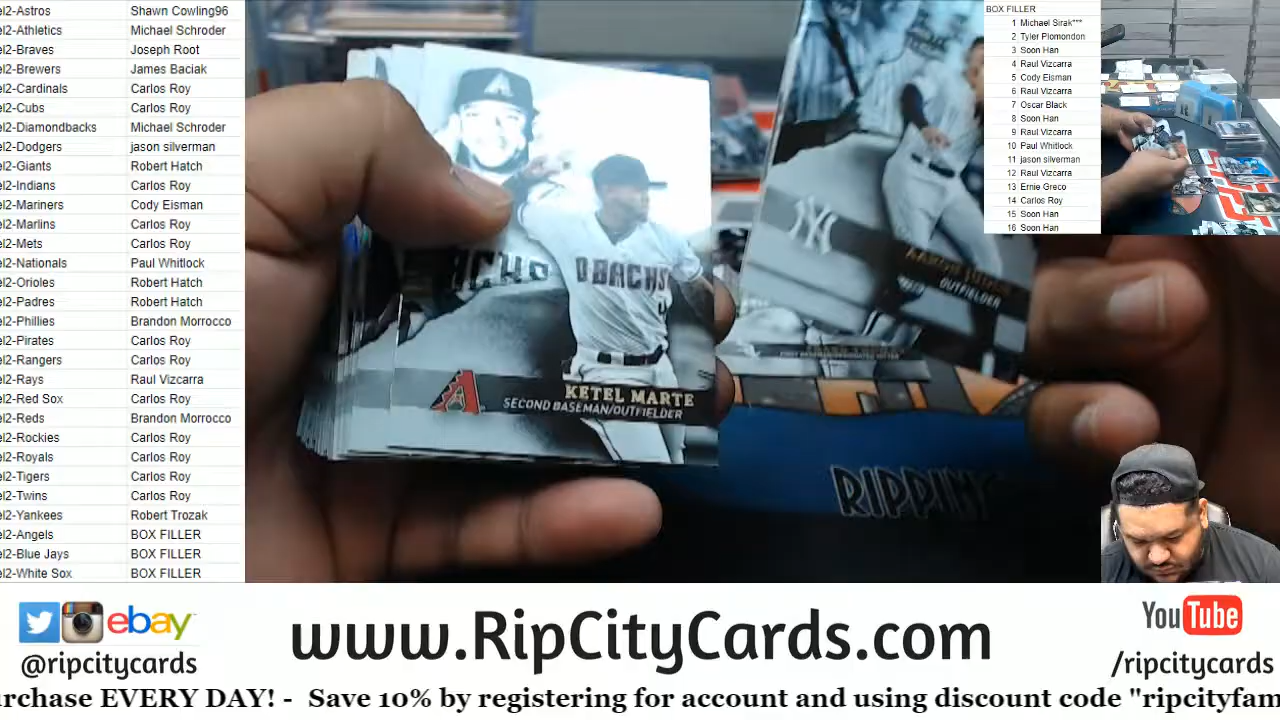 el2-Astros Shawn Cowling96
el2-Athletics Michael Schroder
el2-Braves Joseph Root
el2-Brewers James Baciak
el2-Cardinals Carlos Roy
el2-Cubs Carlos Roy
el2-Diamondbacks Michael Schroder
el2-Dodgers jason silverman
el2-Giants Robert Hatch
el2-Indians Carlos Roy
el2-Mariners Cody Eisman
el2-Marlins Carlos Roy
el2-Mets Carlos Roy
el2-Nationals Paul Whitlock
el2-Orioles Robert Hatch
el2-Padres Robert Hatch
el2-Phillies Brandon Morrocco
el2-Pirates Carlos Roy
el2-Rangers Carlos Roy
el2-Rays Raul Vizcarra
el2-Red Sox Carlos Roy
el2-Reds Brandon Morrocco
el2-Rockies Carlos Roy
el2-Royals Carlos Roy
el2-Tigers Carlos Roy
el2-Twins Carlos Roy
el2-Yankees Robert Trozak
el2-Angels BOX FILLER
el2-Blue Jays BOX FILLER
el2-White Sox BOX FILLER
DBACKS
KETEL MARTE
SECOND BASEMAN/OUTFIELDER
NY
OUTFIELDER
BOX FILLER
1 Michael Sirak***
2 Tyler Plomondon
3 Soon Han
4 Raul Vizcarra
5 Cody Eisman
6 Raul Vizcarra
7 Oscar Black
8 Soon Han
9 Raul Vizcarra
10 Paul Whitlock
11 jason silverman
12 Raul Vizcarra
13 Ernie Greco
14 Carlos Roy
15 Soon Han
16 Soon Han
ebay
@ripcitycards
www.RipCityCards.com
YouTube
/ripcitycards
urchase EVERY DAY! - Save 10% by registering for account and using discount code "ripcityfam